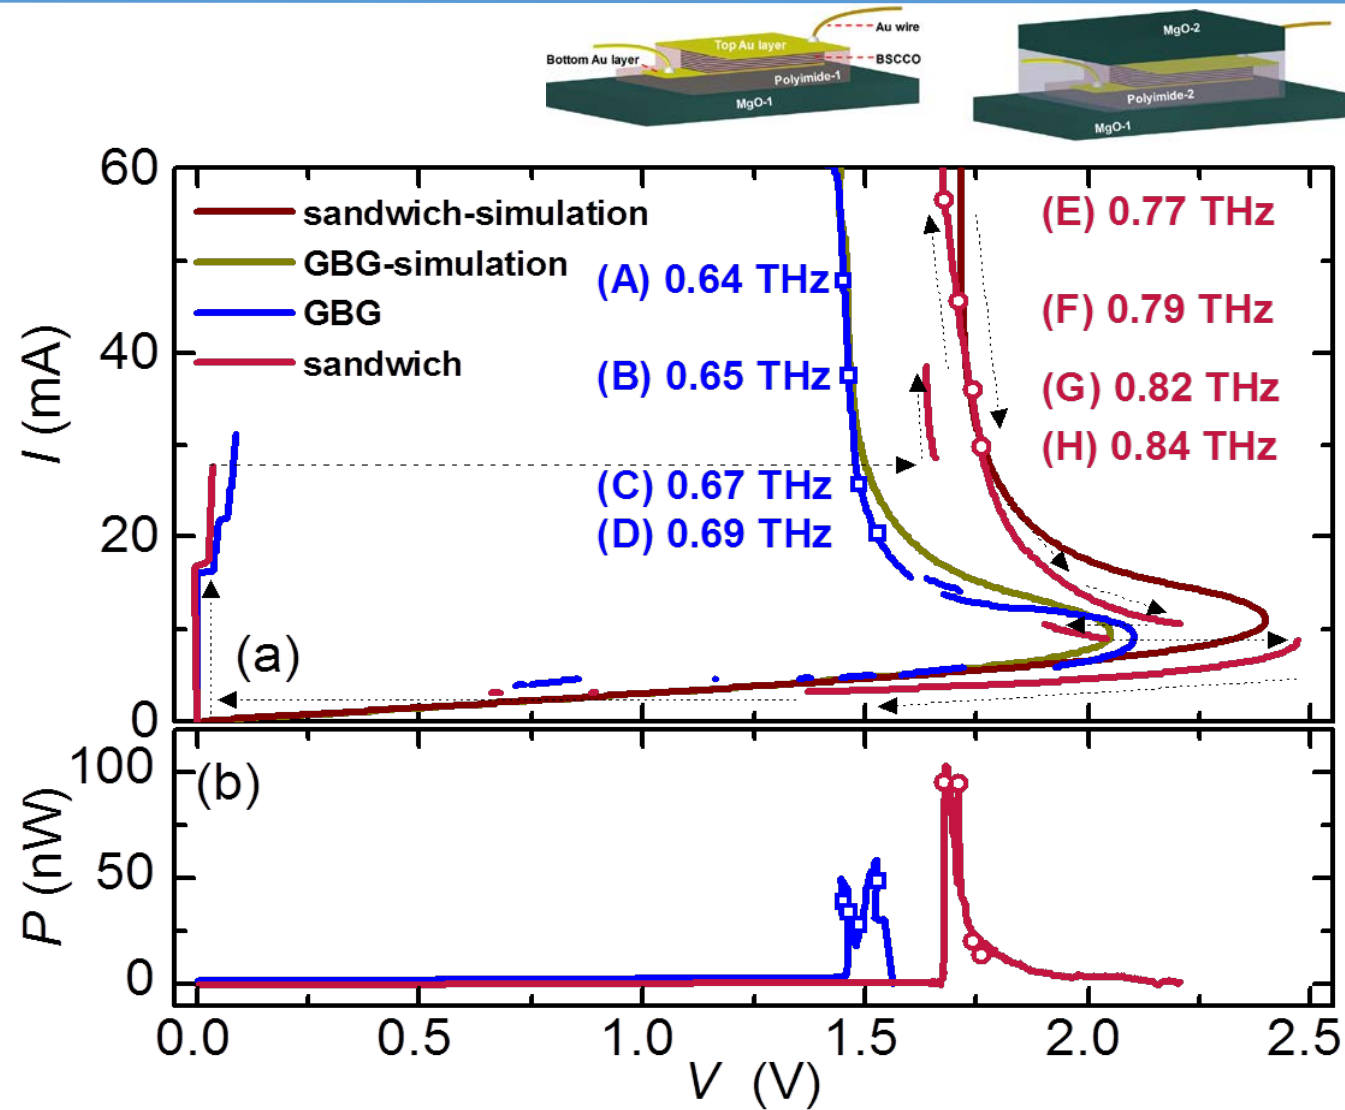 Au wire
Top Au layer
Bottom Au layer
BSCCO
Polyimide-1
MgO-1
MgO-2
Polyimide-2
MgO-1
60
40
20
0
I (mA)
sandwich-simulation
GBG-simulation
GBG
sandwich
(A) 0.64 THz
(B) 0.65 THz
(C) 0.67 THz
(D) 0.69 THz
(E) 0.77 THz
(F) 0.79 THz
(G) 0.82 THz
(H) 0.84 THz
(a)
(b)
100
50
0
P (nW)
0.0 0.5 1.0 1.5 2.0 2.5
V (V)